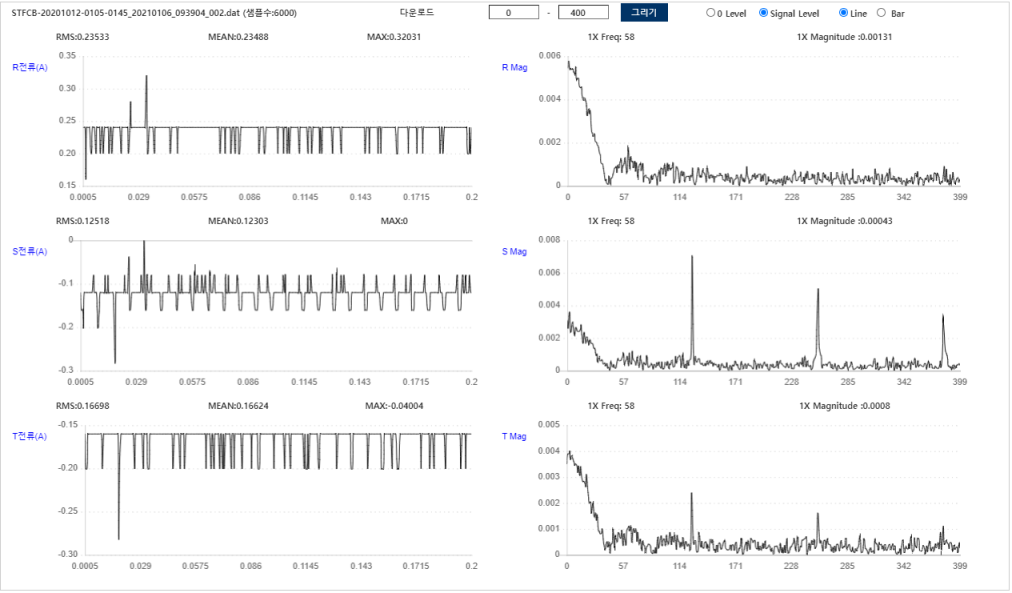 STFCB-20201012-0105-0145_20210106_093904_002.dat (샘플수:6000) 다운로드 0 - 400 그리기 0 Level Signal Level Line Bar
RMS:0.23533 MEAN:0.23488 MAX:0.32031
R전류(A)
0.35
0.30
0.25
0.20
0.15
0.0005 0.029 0.0575 0.086 0.1145 0.143 0.1715 0.2
1X Freq: 58 1X Magnitude :0.00131
R Mag
0.006
0.004
0.002
0
0 57 114 171 228 285 342 399
RMS:0.12518 MEAN:0.12303 MAX:0
S전류(A)
0
-0.1
-0.2
-0.3
0.0005 0.029 0.0575 0.086 0.1145 0.143 0.1715 0.2
1X Freq: 58 1X Magnitude :0.00043
S Mag
0.008
0.006
0.004
0.002
0
0 57 114 171 228 285 342 399
RMS:0.16698 MEAN:0.16624 MAX:-0.04004
T전류(A)
-0.15
-0.20
-0.25
-0.30
0.0005 0.029 0.0575 0.086 0.1145 0.143 0.1715 0.2
1X Freq: 58 1X Magnitude :0.0008
T Mag
0.005
0.004
0.003
0.002
0.001
0
0 57 114 171 228 285 342 399